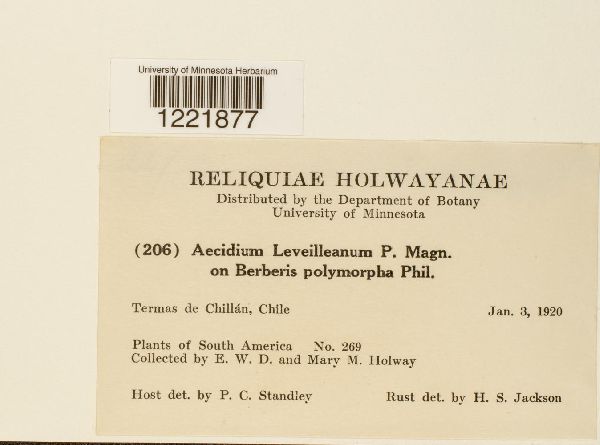 University of Minnesota Herbarium
1221877
RELIQUIAE HOLWAYANAE
Distributed by the Department of Botany
University of Minnesota
(206) Aecidium Leveilleanum P. Magn.
on Berberis polymorpha Phil.
Termas de Chillán, Chile Jan. 3, 1920
Plants of South America No. 269
Collected by E. W. D. and Mary M. Holway
Host det. by P. C. Standley Rust det. by H. S. Jackson